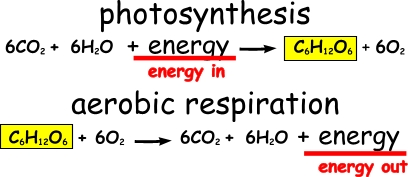 photosynthesis
6CO₂ + 6H₂O + energy → C₆H₁₂O₆ + 6O₂
energy in
aerobic respiration
C₆H₁₂O₆ + 6O₂ → 6CO₂ + 6H₂O + energy
energy out